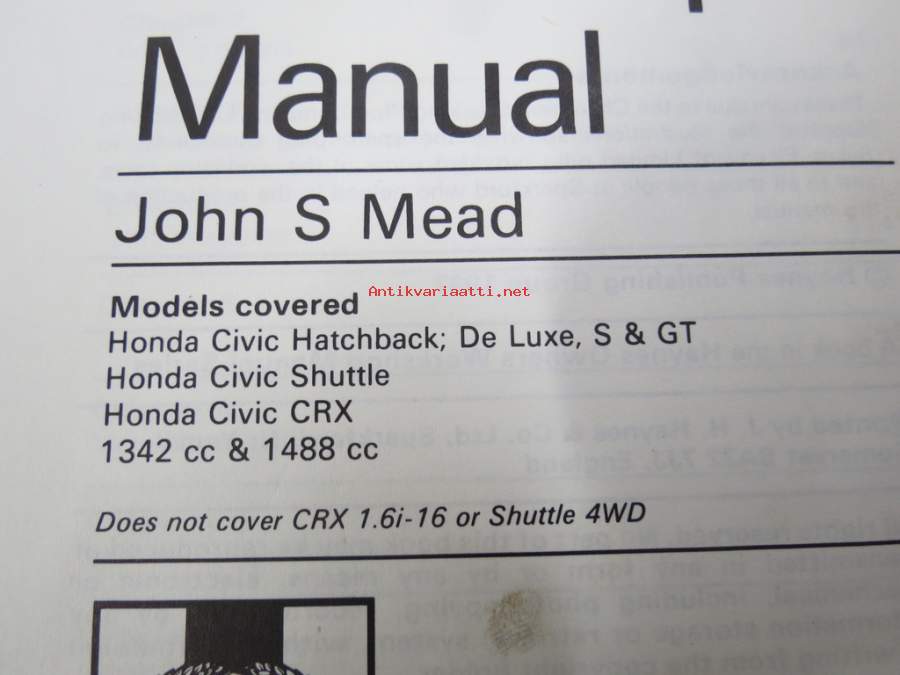 Manual
John S Mead
Models covered
Antikvariaatti.net
Honda Civic Hatchback; De Luxe, S & GT
Honda Civic Shuttle
Honda Civic CRX
1342 cc & 1488 cc
Does not cover CRX 1.6i-16 or Shuttle 4WD